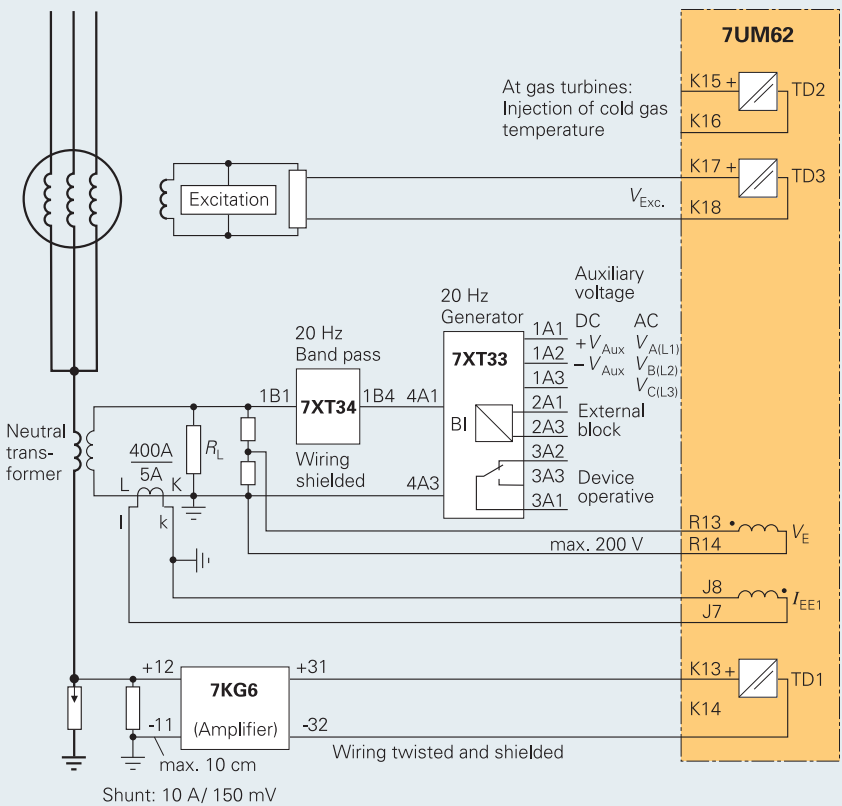 7UM62
At gas turbines:
Injection of cold gas
temperature
K15 +
TD2
K16
K17 +
TD3
Excitation
VExc.
K18
Auxiliary
voltage
20 Hz
Generator
DC AC
1A1
+VAux VA(L1)
20 Hz
Band pass
7XT33
1A2
−VAux VB(L2)
1A3
VC(L3)
1B1
7XT34
1B4
4A1
2A1
External
BI
block
2A3
Neutral
trans-
former
400A
5A
RL
Wiring
shielded
3A2
L K
4A3
3A3
Device
operative
3A1
l k
R13
VE
max. 200 V
R14
J8
IEE1
J7
+12
+31
K13 +
7KG6
TD1
K14
(Amplifier)
-11
-32
Wiring twisted and shielded
max. 10 cm
Shunt: 10 A/ 150 mV